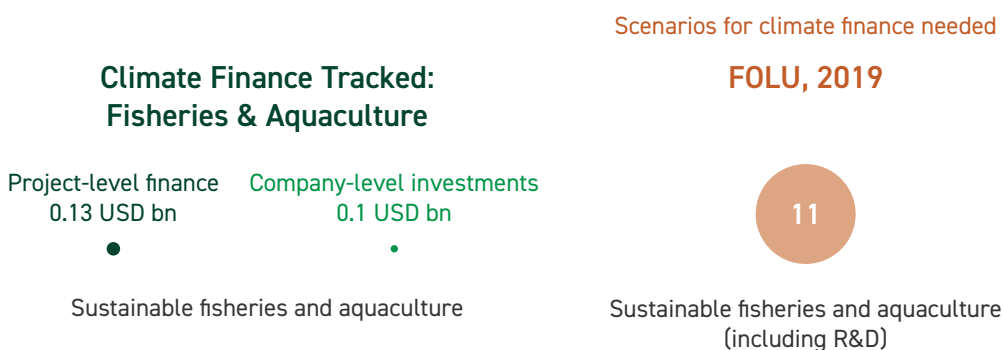 Scenarios for climate finance needed
Climate Finance Tracked:
Fisheries & Aquaculture
FOLU, 2019
Project-level finance
0.13 USD bn
Company-level investments
0.1 USD bn
11
Sustainable fisheries and aquaculture
Sustainable fisheries and aquaculture
(including R&D)